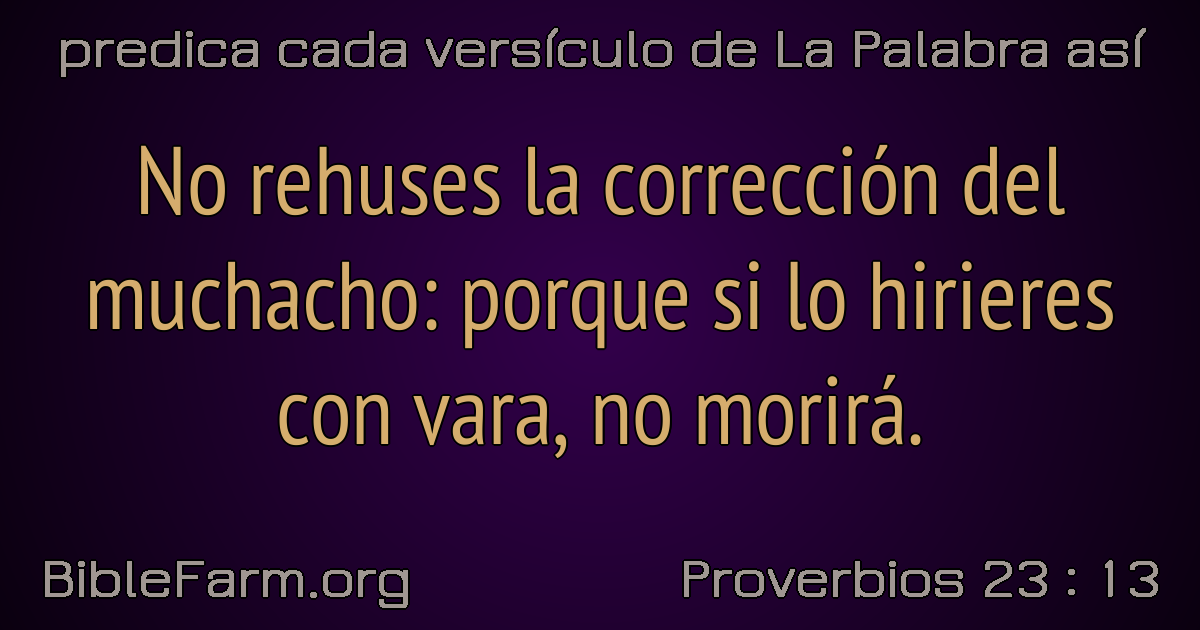 predica cada versículo de La Palabra así
No rehuses la corrección del
muchacho: porque si lo hirieres
con vara, no morirá.
BibleFarm.org
Proverbios 23 : 13